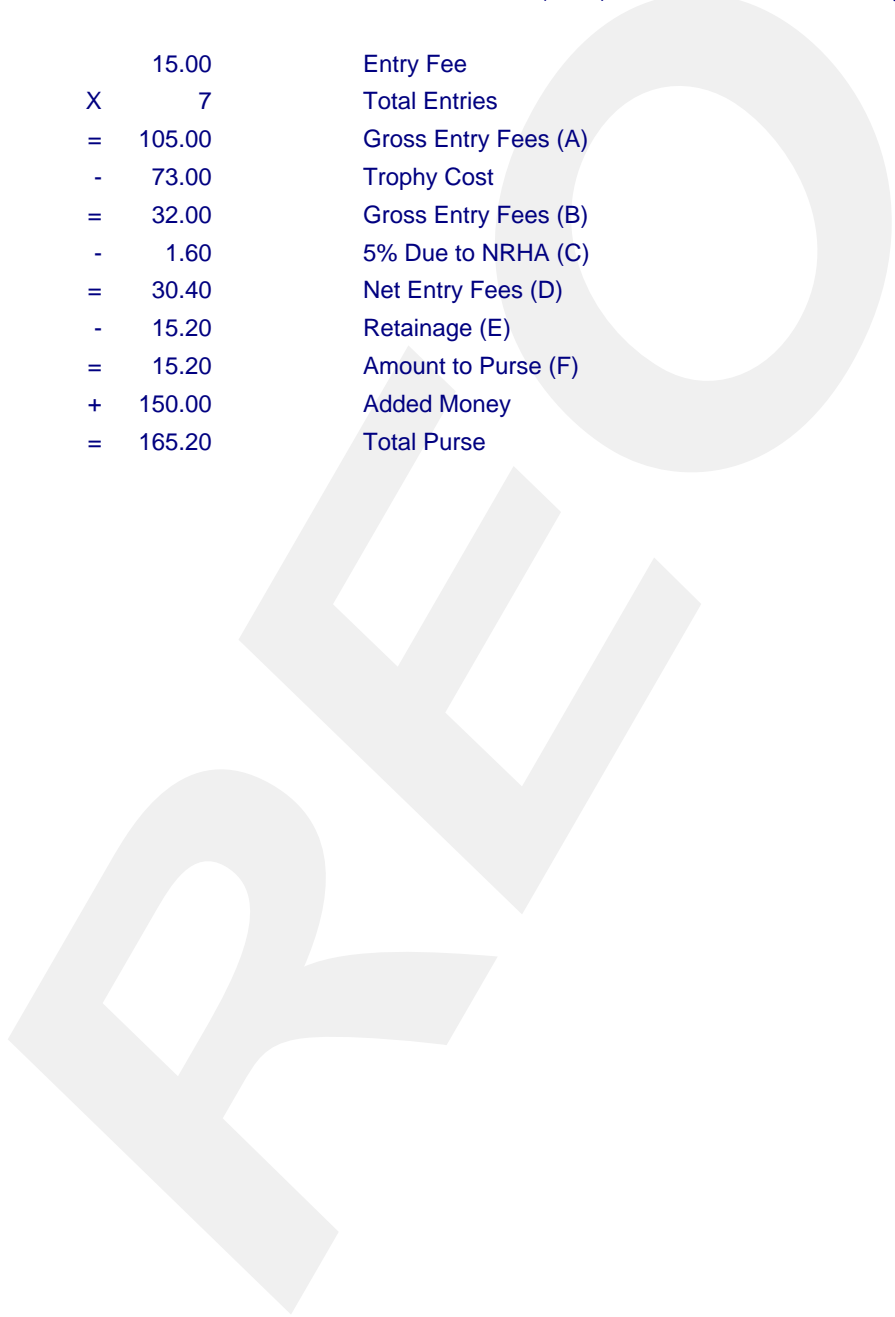 15.00 Entry Fee
X 7 Total Entries
= 105.00 Gross Entry Fees (A)
- 73.00 Trophy Cost
= 32.00 Gross Entry Fees (B)
- 1.60 5% Due to NRHA (C)
= 30.40 Net Entry Fees (D)
- 15.20 Retainage (E)
= 15.20 Amount to Purse (F)
+ 150.00 Added Money
= 165.20 Total Purse
REO